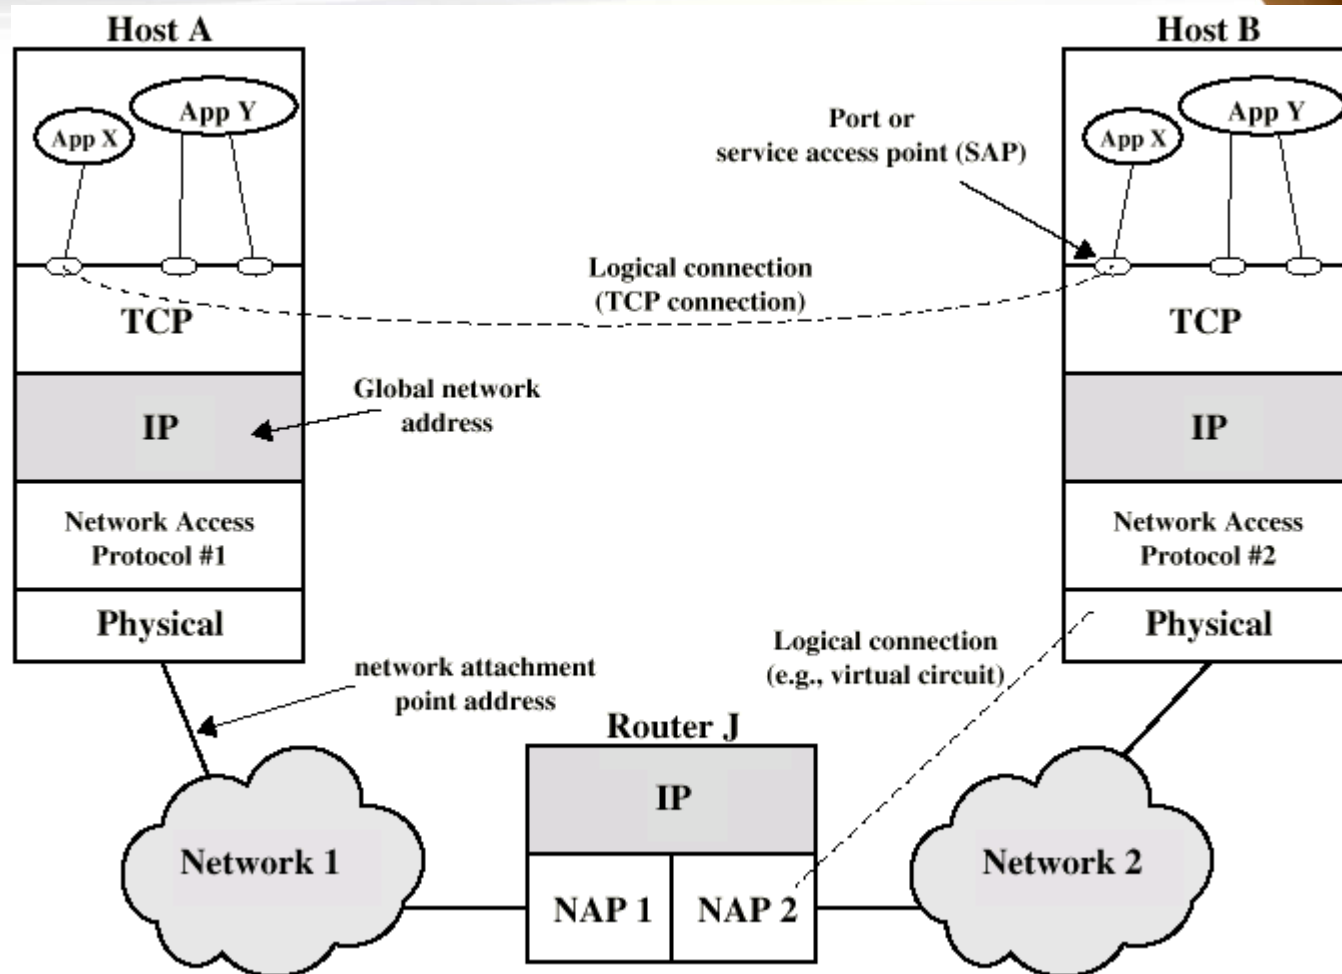 Host A
App X
App Y
TCP
IP
Network Access
Protocol #1
Physical
Host B
App X
App Y
TCP
IP
Network Access
Protocol #2
Physical
Port or
service access point (SAP)
Logical connection
(TCP connection)
Global network
address
network attachment
point address
Logical connection
(e.g., virtual circuit)
Router J
IP
NAP 1
NAP 2
Network 1
Network 2